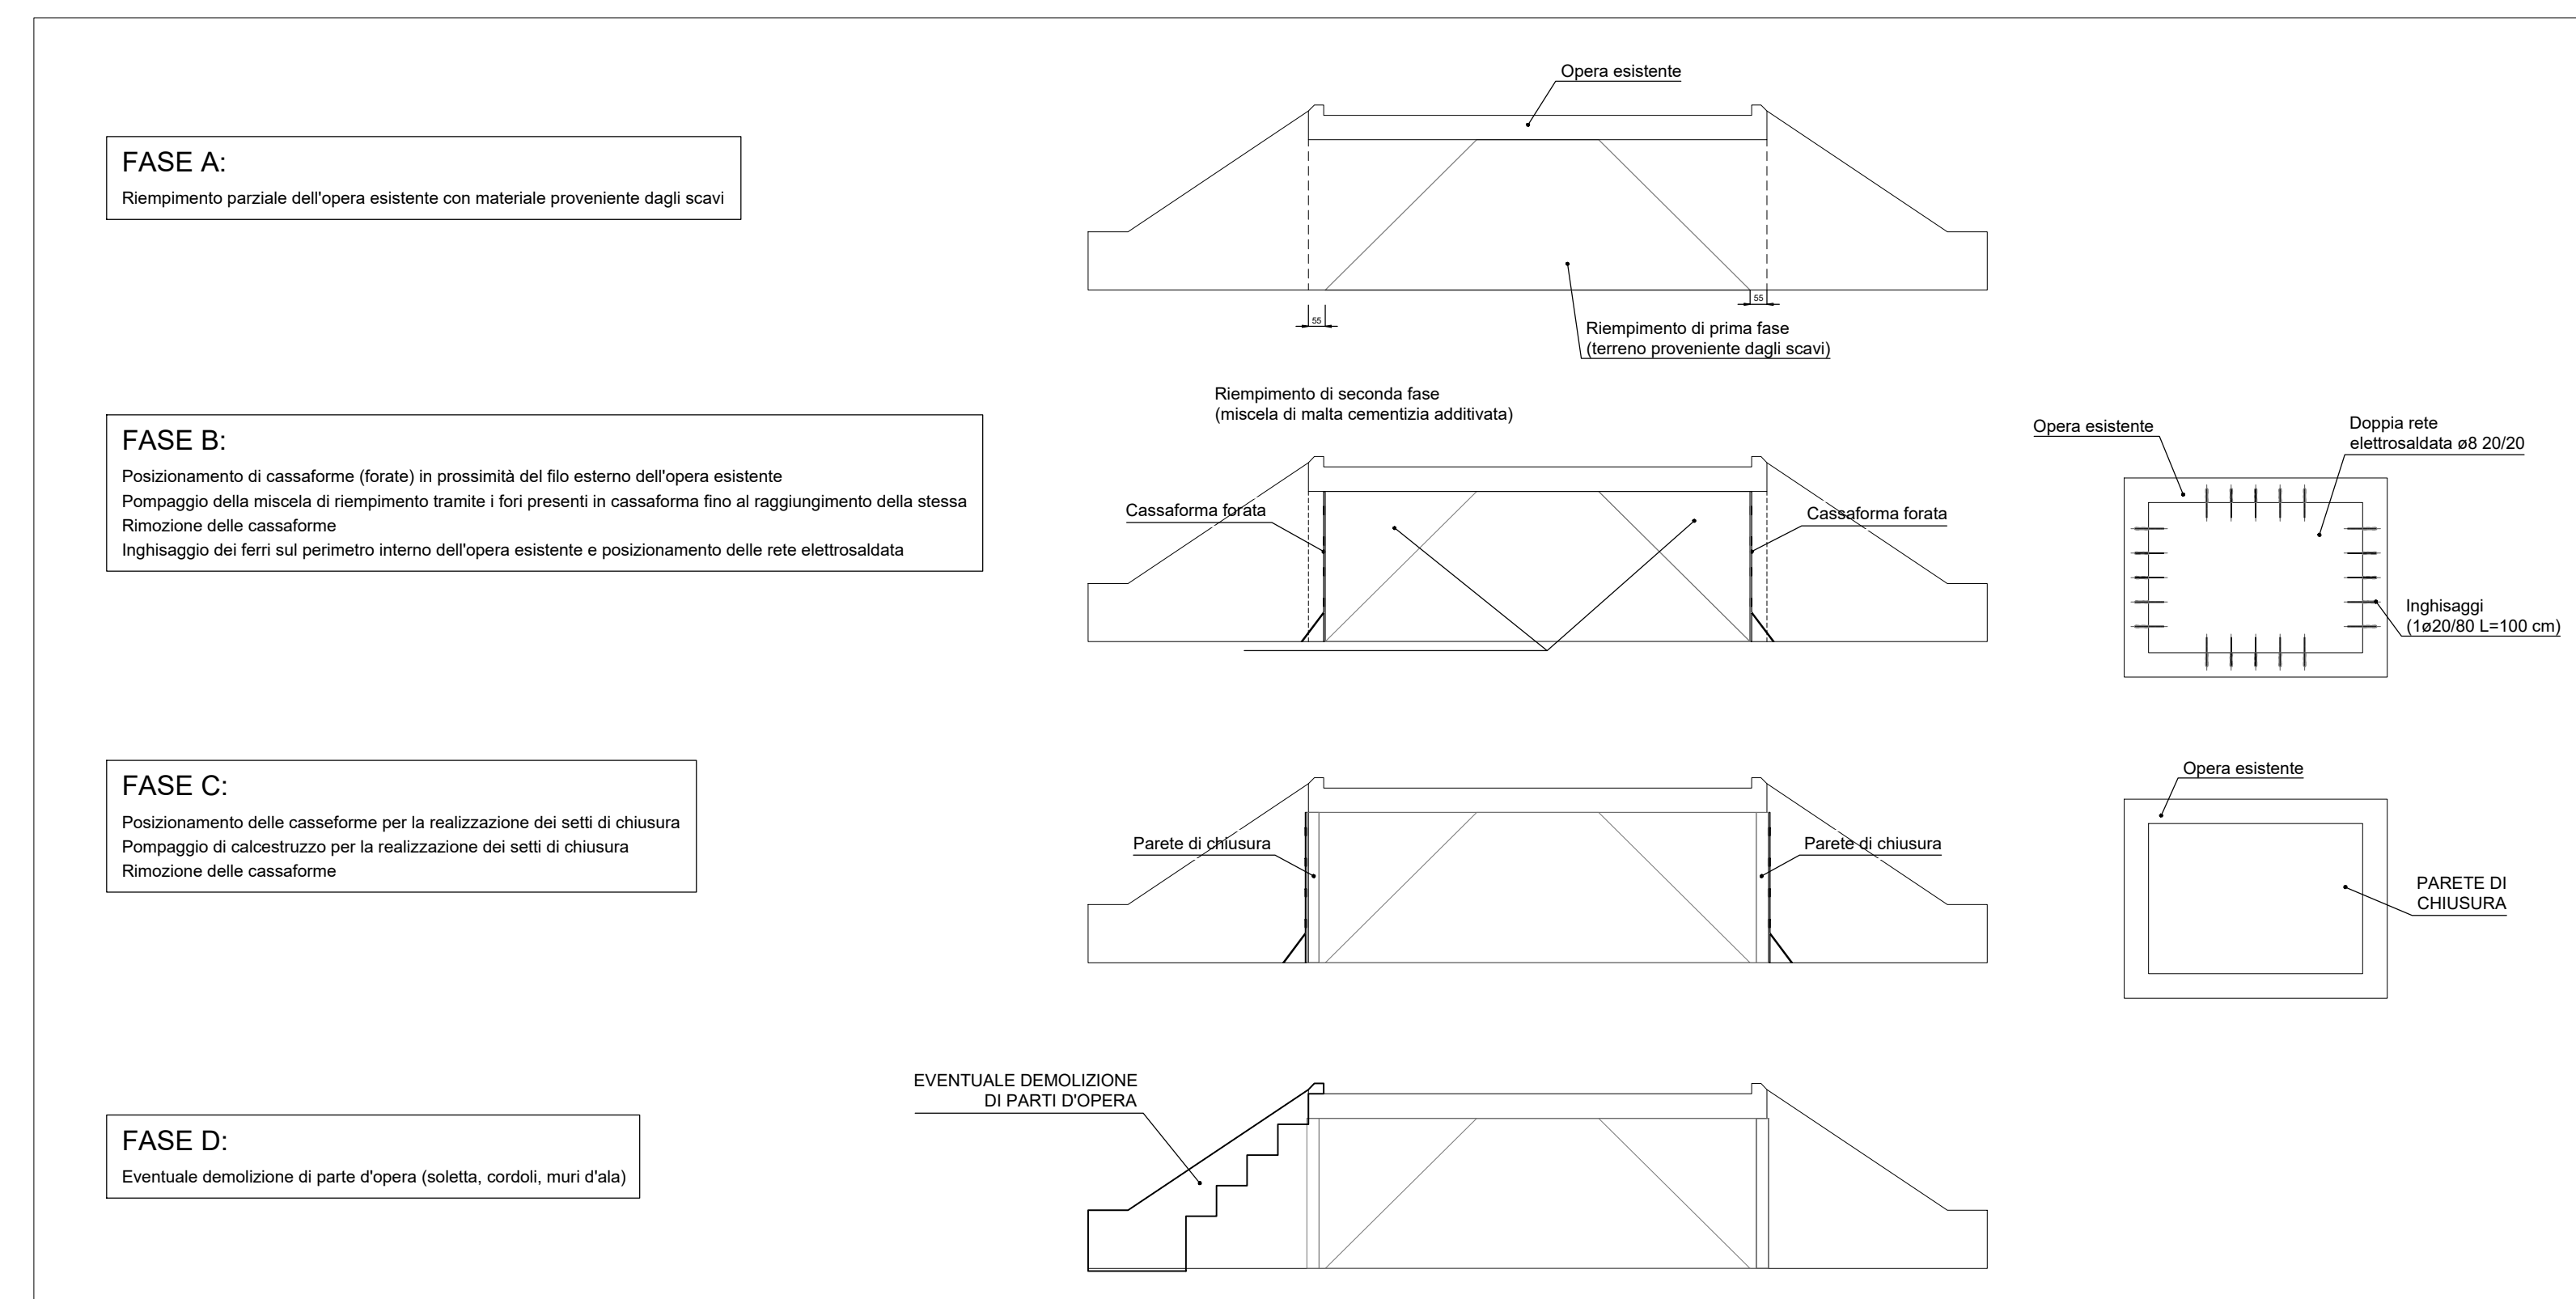 Opera esistente
FASE A:
Riempimento parziale dell'opera esistente con materiale proveniente dagli scavi
55
55
Riempimento di prima fase
(terreno proveniente dagli scavi)
Riempimento di seconda fase
(miscela di malta cementizia additivata)
FASE B:
Posizionamento di cassaforme (forate) in prossimità del filo esterno dell'opera esistente
Pompaggio della miscela di riempimento tramite i fori presenti in cassaforma fino al raggiungimento della stessa
Rimozione delle cassaforme
Inghisaggio dei ferri sul perimetro interno dell'opera esistente e posizionamento delle rete elettrosaldata
Cassaforma forata
Cassaforma forata
Opera esistente
Doppia rete
elettrosaldata ø8 20/20
Inghisaggi
(1ø20/80 L=100 cm)
FASE C:
Posizionamento delle casseforme per la realizzazione dei setti di chiusura
Pompaggio di calcestruzzo per la realizzazione dei setti di chiusura
Rimozione delle cassaforme
Parete di chiusura
Parete di chiusura
Opera esistente
PARETE DI
CHIUSURA
EVENTUALE DEMOLIZIONE
DI PARTI D'OPERA
FASE D:
Eventuale demolizione di parte d'opera (soletta, cordoli, muri d'ala)